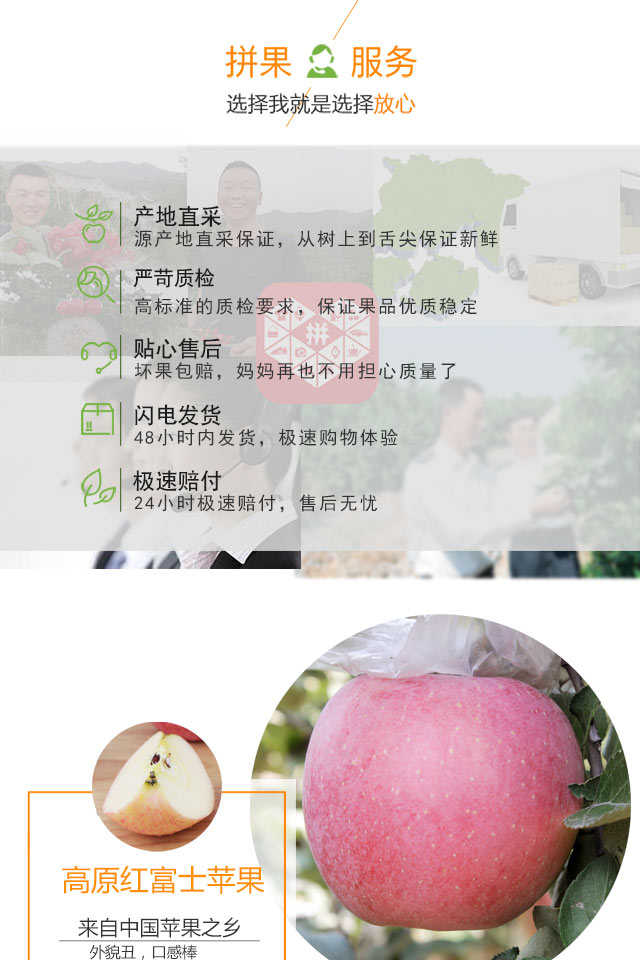 拼果 服务
选择我就是选择放心
产地直采
源产地直采保证，从树上到舌尖保证新鲜
严苛质检
高标准的质检要求，保证果品优质稳定
拼
贴心售后
坏果包赔，妈妈再也不用担心质量了
闪电发货
48小时内发货，极速购物体验
极速赔付
24小时极速赔付，售后无忧
高原红富士苹果
来自中国苹果之乡
外貌丑，口感棒